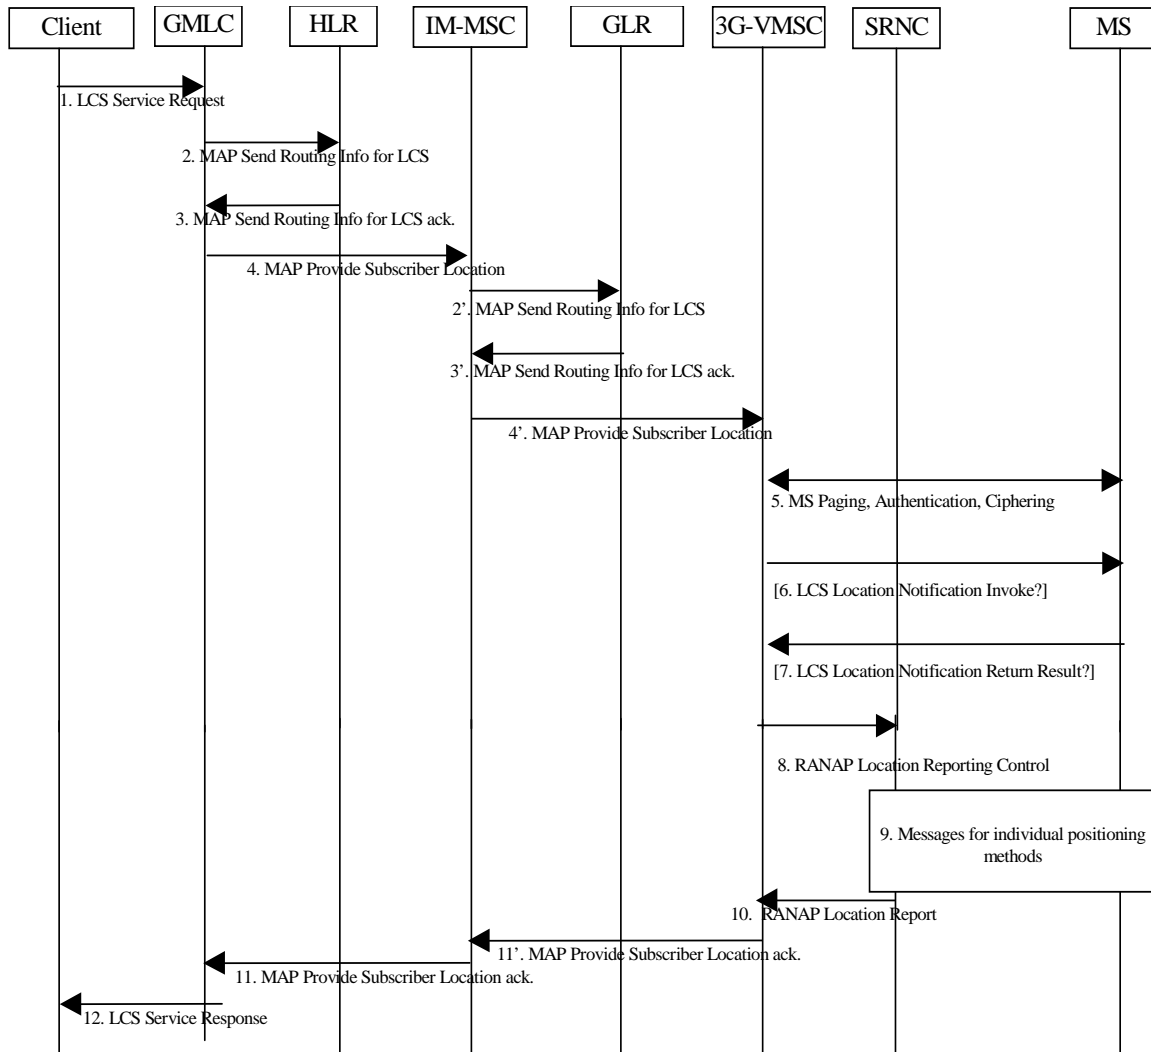 Client
GMLC
HLR
IM-MSC
GLR
3G-VMSC
SRNC
MS
1. LCS Service Request
2. MAP Send Routing Info for LCS
3. MAP Send Routing Info for LCS ack.
4. MAP Provide Subscriber Location
2’. MAP Send Routing Info for LCS
3’. MAP Send Routing Info for LCS ack.
4’. MAP Provide Subscriber Location
5. MS Paging, Authentication, Ciphering
[6. LCS Location Notification Invoke?]
[7. LCS Location Notification Return Result?]
8. RANAP Location Reporting Control
9. Messages for individual positioning
methods
10. RANAP Location Report
11’. MAP Provide Subscriber Location ack.
11. MAP Provide Subscriber Location ack.
12. LCS Service Response